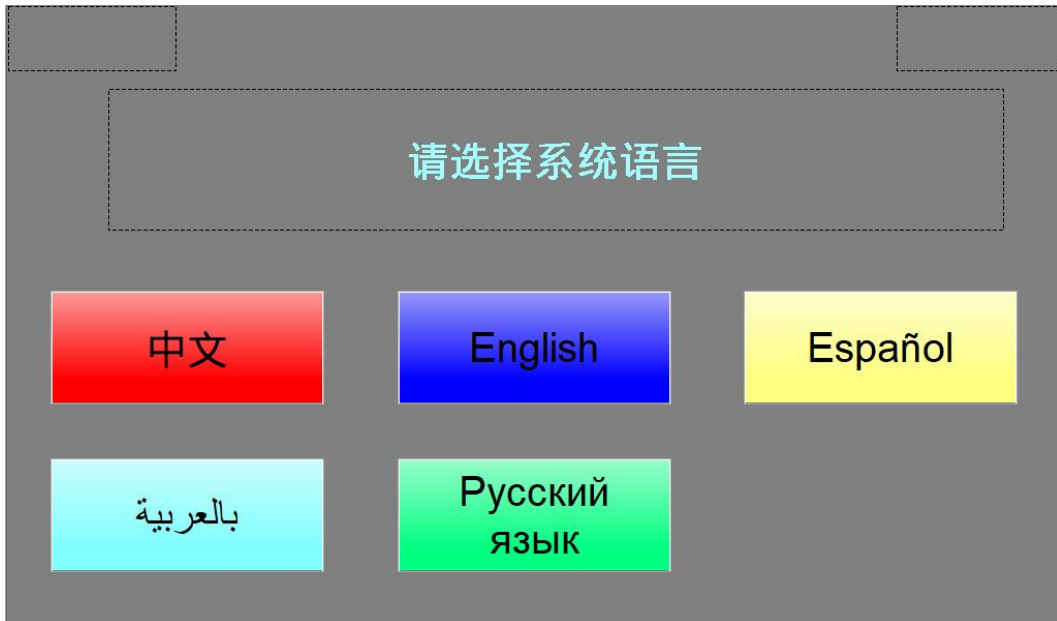 请选择系统语言
中文
English
Español
بالعربية
Русский
язык